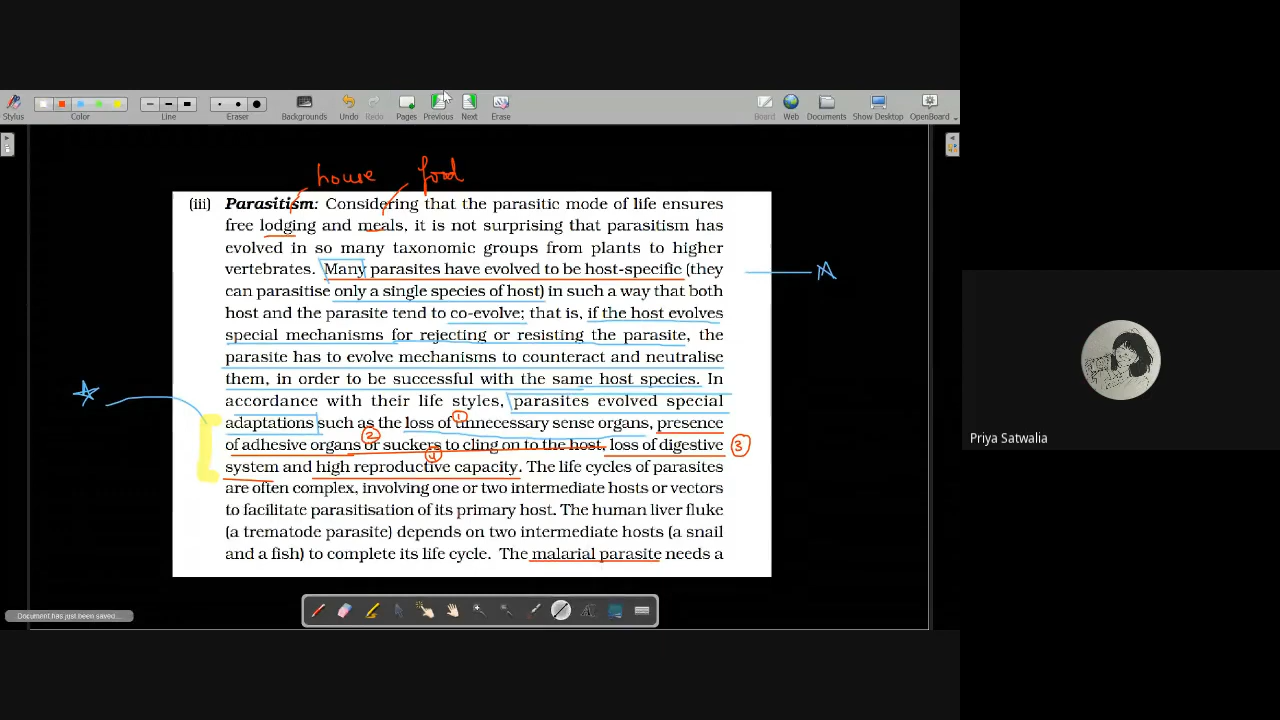 Stylus
Color
Line
Eraser
Backgrounds
Undo
Redo
Pages
Previous
Next
Erase
Board
Web
Documents
Show Desktop
OpenBoard
house food
(iii) Parasitism: Considering that the parasitic mode of life ensures
free lodging and meals, it is not surprising that parasitism has
evolved in so many taxonomic groups from plants to higher
vertebrates. Many parasites have evolved to be host-specific (they
can parasitise only a single species of host) in such a way that both
host and the parasite tend to co-evolve; that is, if the host evolves
special mechanisms for rejecting or resisting the parasite, the
parasite has to evolve mechanisms to counteract and neutralise
them, in order to be successful with the same host species. In
accordance with their life styles, parasites evolved special
adaptations such as the loss of unnecessary sense organs, presence
of adhesive organs or suckers to cling on to the host, loss of digestive
system and high reproductive capacity. The life cycles of parasites
are often complex, involving one or two intermediate hosts or vectors
to facilitate parasitisation of its primary host. The human liver fluke
(a trematode parasite) depends on two intermediate hosts (a snail
and a fish) to complete its life cycle. The malarial parasite needs a
1
2
3
4
Document has just been saved...
Priya Satwalia